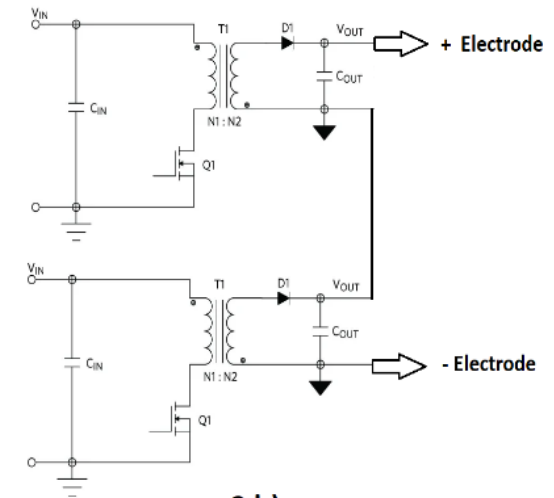 VIN
T1
D1
VOUT
+ Electrode
COUT
CIN
N1 : N2
Q1
VIN
T1
D1
VOUT
COUT
- Electrode
CIN
N1 : N2
Q1